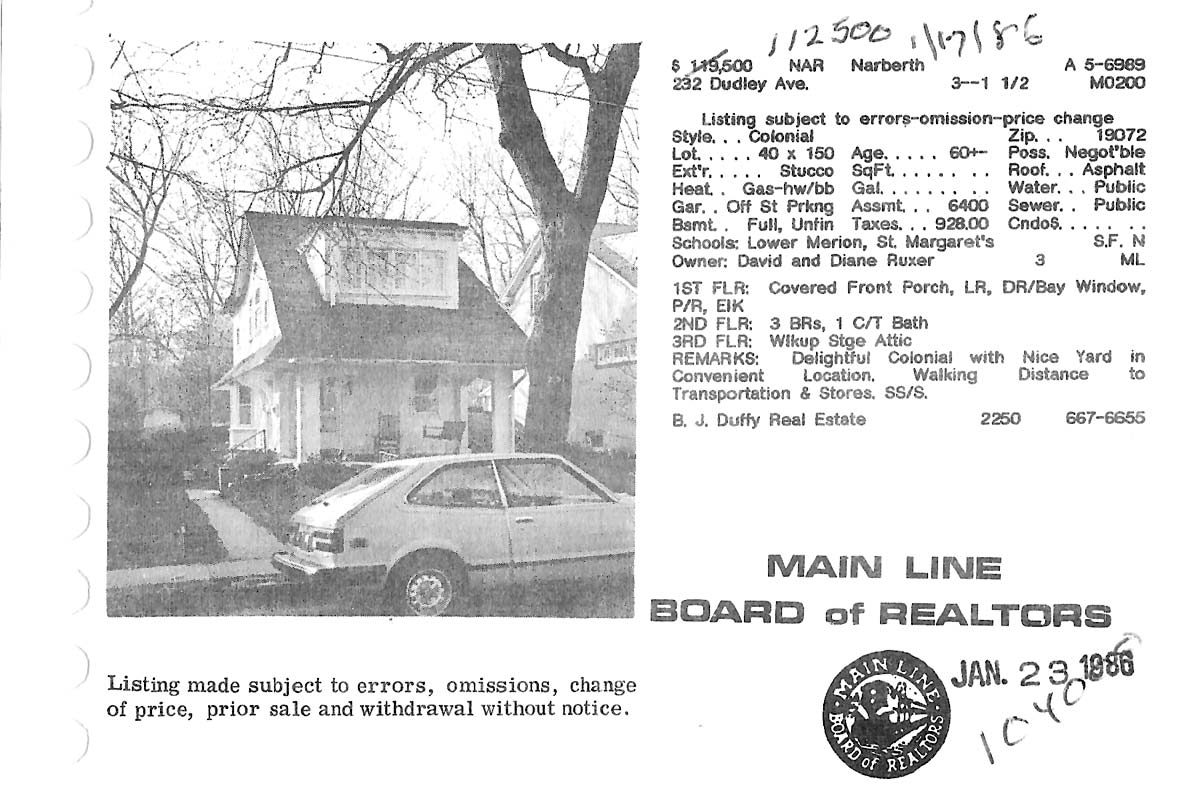 112500 1/17/86
$ 119,500 NAR Narberth A 5-6989
232 Dudley Ave. 3--1 1/2 M0200
Listing subject to errors-omission-price change
Style. . . Colonial Zip. . . 19072
Lot. . . . . 40 x 150 Age. . . . . 60+- Poss. Negot'ble
Ext'r. . . . . Stucco SqFt. . . . . . . . Roof. . . Asphalt
Heat. . Gas-hw/bb Gal. . . . . . . . . Water. . . Public
Gar. . Off St Prkng Assmt. . . 6400 Sewer. . Public
Bsmt. . Full, Unfin Taxes. . . 928.00 Cndo$. . . . . .
Schools: Lower Merion, St. Margaret's S.F. N
Owner: David and Diane Ruxer 3 ML
1ST FLR: Covered Front Porch, LR, DR/Bay Window,
P/R, EIK
2ND FLR: 3 BRs, 1 C/T Bath
3RD FLR: Wlkup Stge Attic
REMARKS: Delightful Colonial with Nice Yard in
Convenient Location. Walking Distance to
Transportation & Stores. SS/S.
B. J. Duffy Real Estate 2250 667-6655
MAIN LINE
BOARD of REALTORS
Listing made subject to errors, omissions, change
of price, prior sale and withdrawal without notice.
MAIN LINE
BOARD of REALTORS
JAN. 23 1986